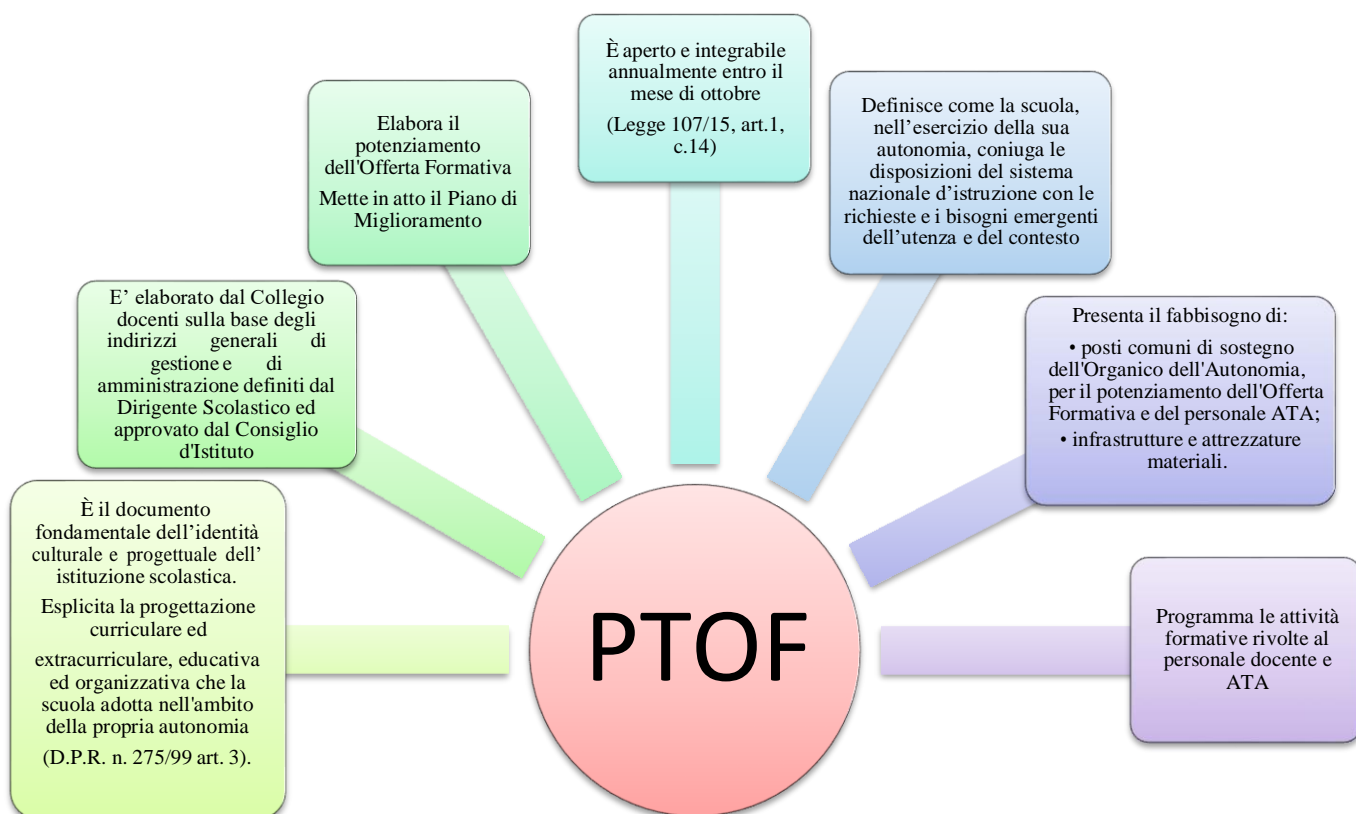 È aperto e integrabile
annualmente entro il
mese di ottobre
(Legge 107/15, art.1,
c.14)
Elabora il
potenziamento
dell'Offerta Formativa
Mette in atto il Piano di
Miglioramento
Definisce come la scuola,
nell’esercizio della sua
autonomia, coniuga le
disposizioni del sistema
nazionale d’istruzione con le
richieste e i bisogni emergenti
dell’utenza e del contesto
E’ elaborato dal Collegio
docenti sulla base degli
indirizzi generali di
gestione e di
amministrazione definiti dal
Dirigente Scolastico ed
approvato dal Consiglio
d'Istituto
Presenta il fabbisogno di:
• posti comuni di sostegno
dell'Organico dell'Autonomia,
per il potenziamento dell'Offerta
Formativa e del personale ATA;
• infrastrutture e attrezzature
materiali.
È il documento
fondamentale dell’identità
culturale e progettuale dell’
istituzione scolastica.
Esplicita la progettazione
curriculare ed
extracurriculare, educativa
ed organizzativa che la
scuola adotta nell'ambito
della propria autonomia
(D.P.R. n. 275/99 art. 3).
PTOF
Programma le attività
formative rivolte al
personale docente e
ATA